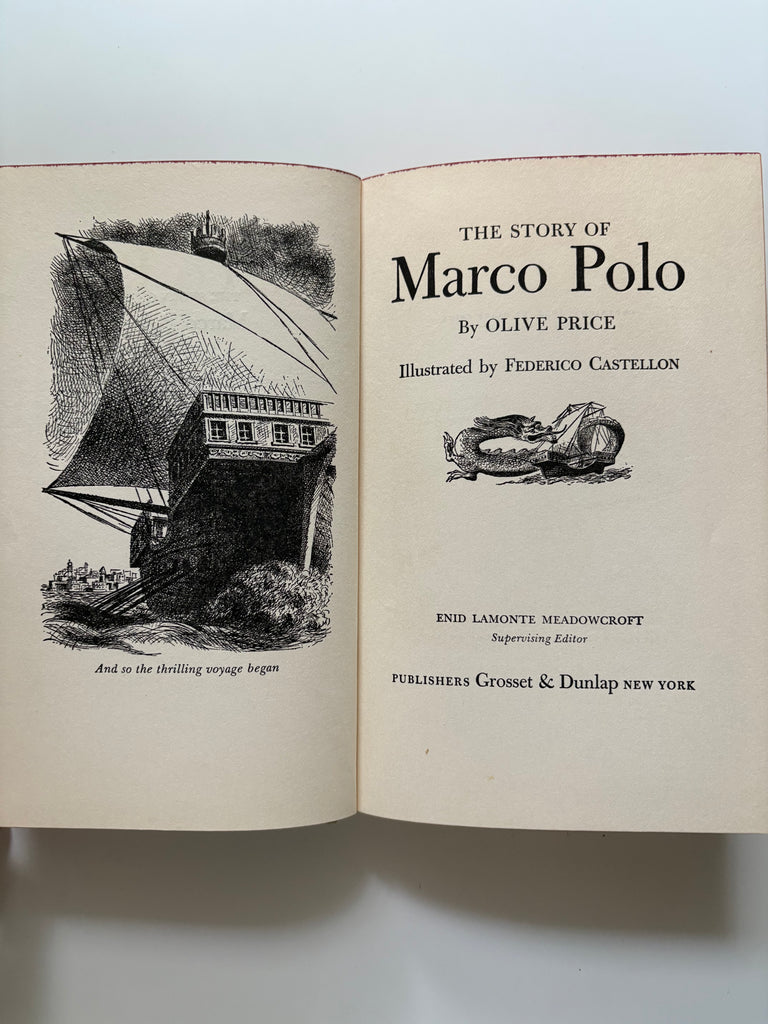 And so the thrilling voyage began
THE STORY OF
Marco Polo
By OLIVE PRICE
Illustrated by FEDERICO CASTELLON
ENID LAMONTE MEADOWCROFT
Supervising Editor
PUBLISHERS Grosset & Dunlap NEW YORK